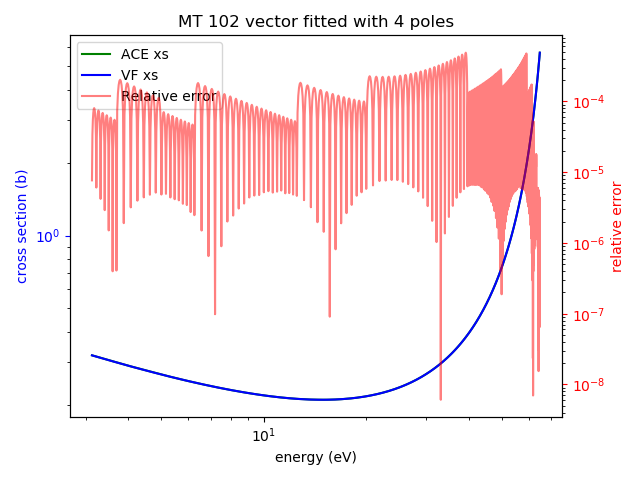 MT 102 vector fitted with 4 poles
ACE xs
VF xs
Relative error
cross section (b)
10⁰
10⁻⁴
10⁻⁵
10⁻⁶
10⁻⁷
10⁻⁸
relative error
10¹
energy (eV)